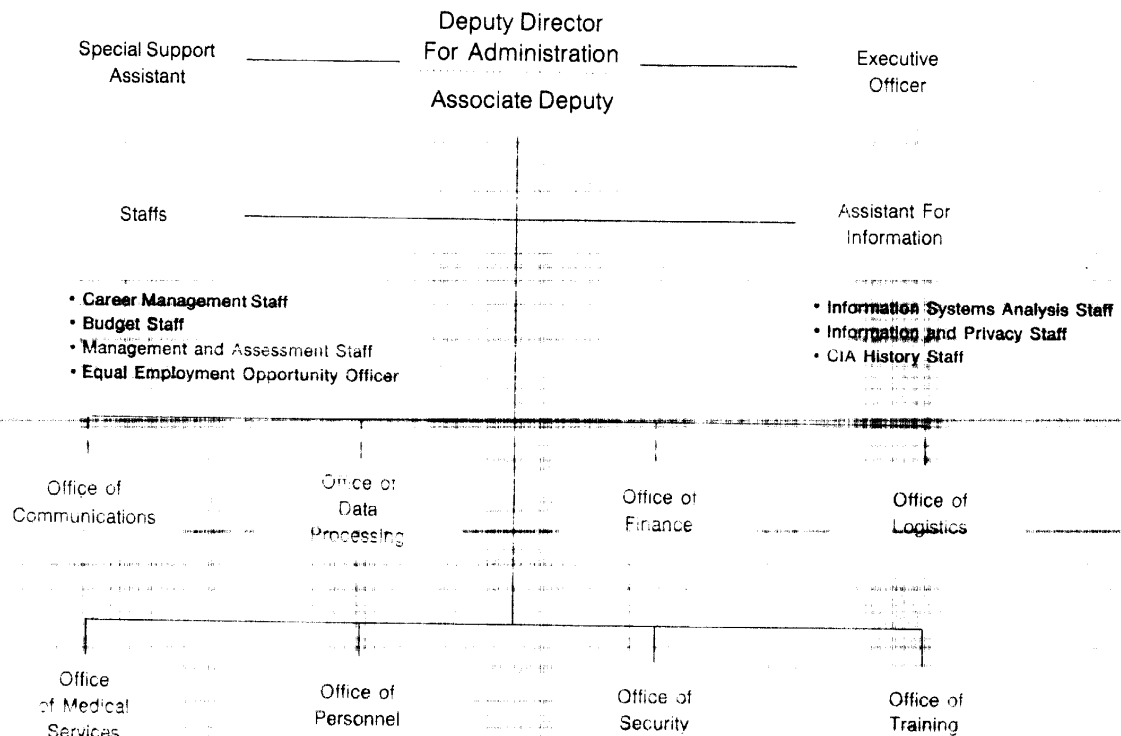 Deputy Director
For Administration
Associate Deputy
Special Support
Assistant
Executive
Officer
Staffs
Assistant For
Information
• Career Management Staff
• Budget Staff
• Management and Assessment Staff
• Equal Employment Opportunity Officer
• Information Systems Analysis Staff
• Information and Privacy Staff
• CIA History Staff
Office of
Communications
Office of
Data
Processing
Office of
Finance
Office of
Logistics
Office
of Medical
Services
Office of
Personnel
Office of
Security
Office of
Training